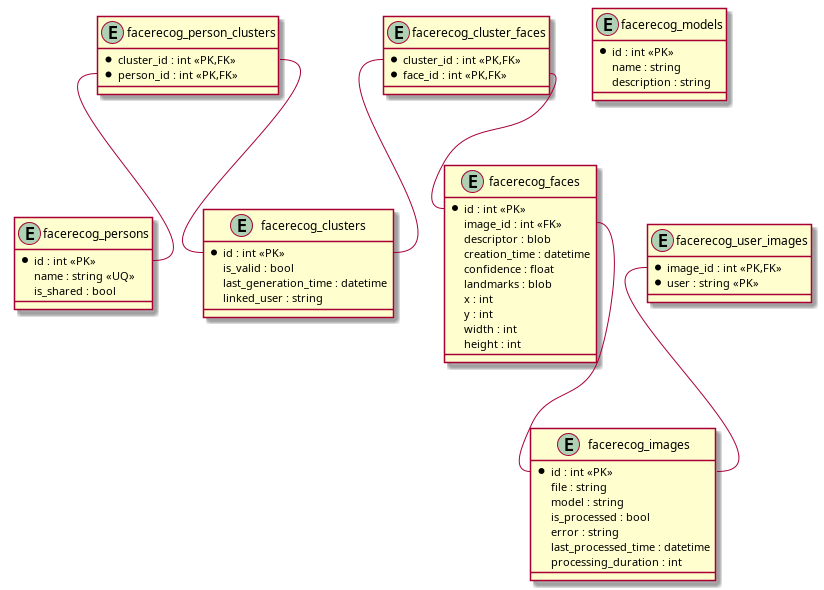 E facerecog_person_clusters
cluster_id : int «PK,FK»
person_id : int «PK,FK»
E facerecog_cluster_faces
cluster_id : int «PK,FK»
face_id : int «PK,FK»
E facerecog_models
id : int «PK»
name : string
description : string
E facerecog_persons
id : int «PK»
name : string «UQ»
is_shared : bool
E facerecog_clusters
id : int «PK»
is_valid : bool
last_generation_time : datetime
linked_user : string
E facerecog_faces
id : int «PK»
image_id : int «FK»
descriptor : blob
creation_time : datetime
confidence : float
landmarks : blob
x : int
y : int
width : int
height : int
E facerecog_user_images
image_id : int «PK,FK»
user : string «PK»
E facerecog_images
id : int «PK»
file : string
model : string
is_processed : bool
error : string
last_processed_time : datetime
processing_duration : int